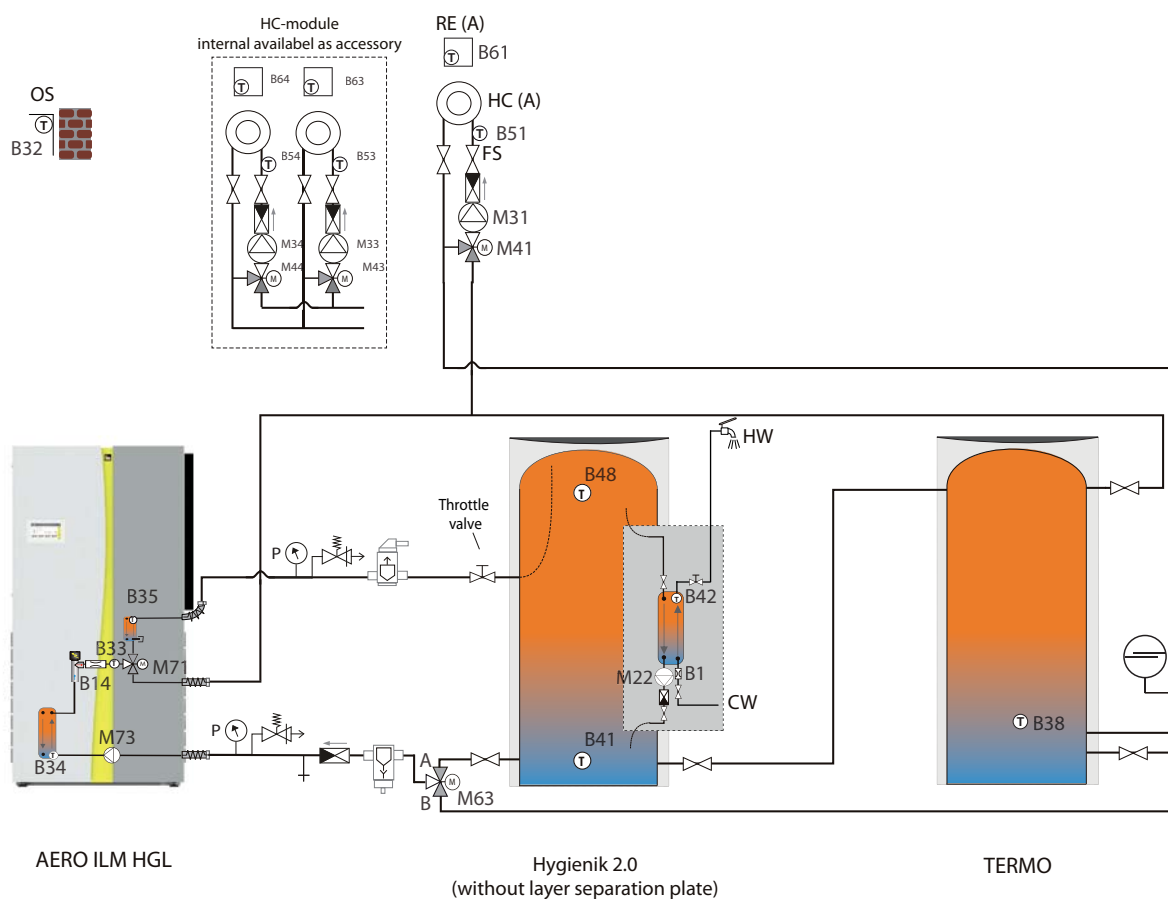 HC-module
internal availabel as accessory
RE (A)
T
B64
T
B63
T
B61
OS
T
B32
HC (A)
T
B51
FS
T
B54
T
B53
M31
M34
M33
M41
M
M44
M
M43
M
HW
B48
T
Throttle
valve
P
B35
T
B42
T
B33
T
M
M71
B14
M22
B1
CW
P
M73
B34
T
B41
T
A
M
B
M63
T
B38
AERO ILM HGL
Hygienik 2.0
(without layer separation plate)
TERMO